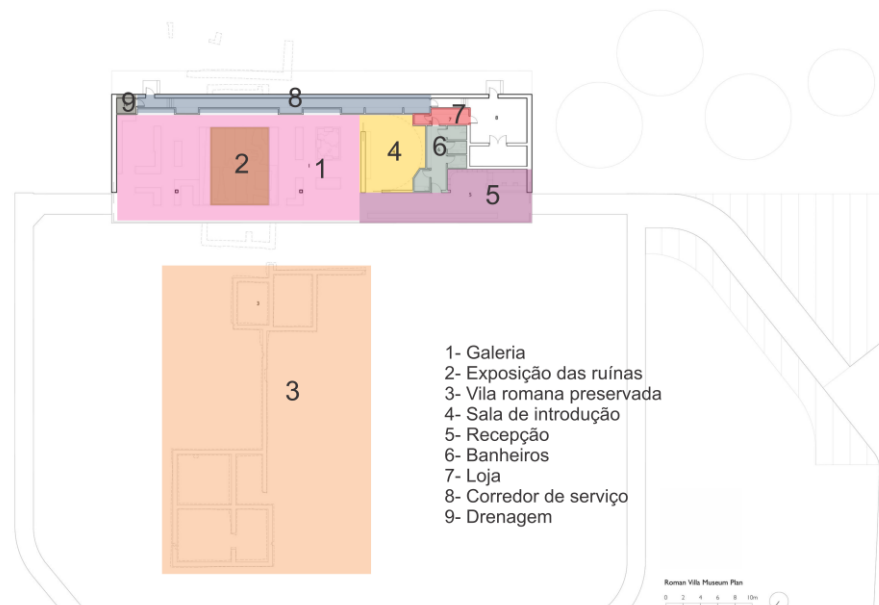 9
8
7
2
1
4
6
5
3
1- Galeria
2- Exposição das ruínas
3- Vila romana preservada
4- Sala de introdução
5- Recepção
6- Banheiros
7- Loja
8- Corredor de serviço
9- Drenagem
Roman Villa Museum Plan
0 2 4 6 8 10m